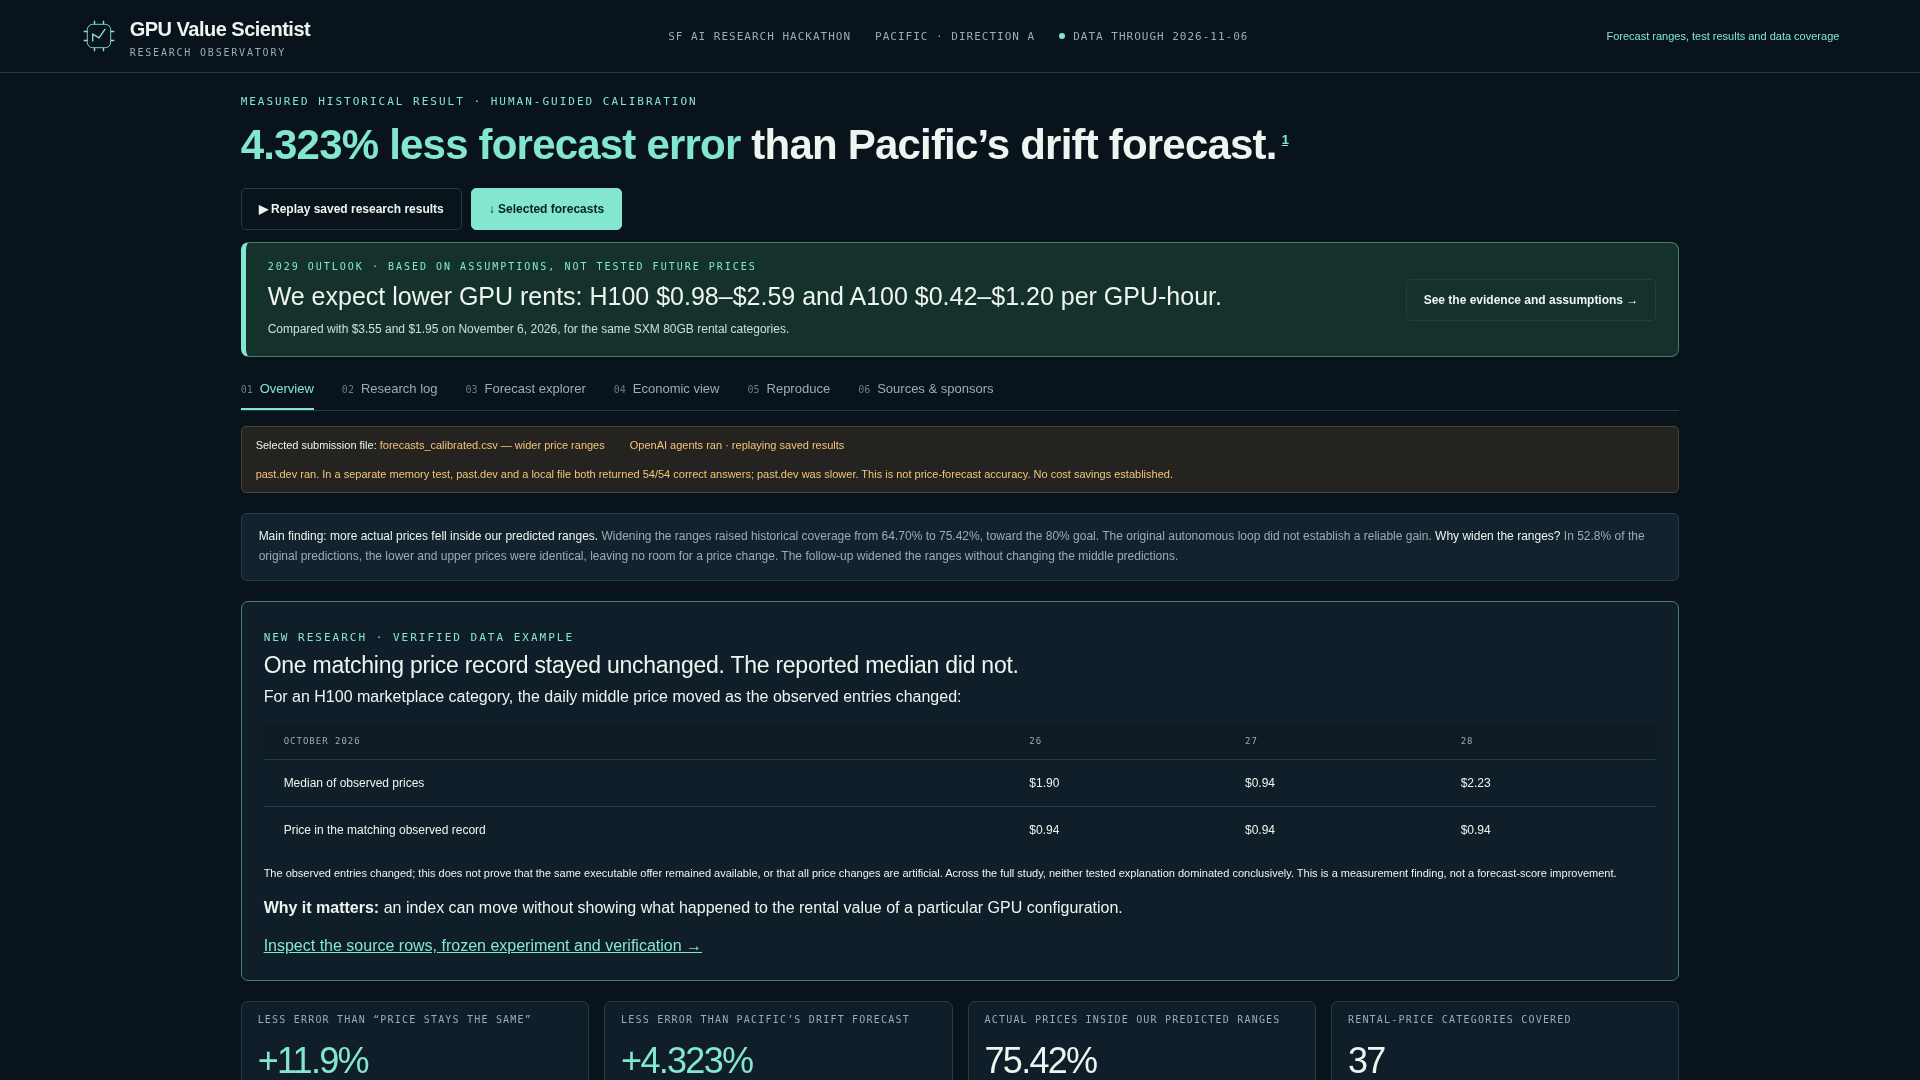 GPU Value Scientist
RESEARCH OBSERVATORY
SF AI RESEARCH HACKATHON PACIFIC · DIRECTION A DATA THROUGH 2026-11-06
Forecast ranges, test results and data coverage
MEASURED HISTORICAL RESULT · HUMAN-GUIDED CALIBRATION
4.323% less forecast error than Pacific’s drift forecast. 1
▶ Replay saved research results
↓ Selected forecasts
2029 OUTLOOK · BASED ON ASSUMPTIONS, NOT TESTED FUTURE PRICES
We expect lower GPU rents: H100 $0.98–$2.59 and A100 $0.42–$1.20 per GPU-hour.
Compared with $3.55 and $1.95 on November 6, 2026, for the same SXM 80GB rental categories.
See the evidence and assumptions →
01 Overview 02 Research log 03 Forecast explorer 04 Economic view 05 Reproduce 06 Sources & sponsors
Selected submission file: forecasts_calibrated.csv — wider price ranges OpenAI agents ran · replaying saved results
past.dev ran. In a separate memory test, past.dev and a local file both returned 54/54 correct answers; past.dev was slower. This is not price-forecast accuracy. No cost savings established.
Main finding: more actual prices fell inside our predicted ranges. Widening the ranges raised historical coverage from 64.70% to 75.42%, toward the 80% goal. The original autonomous loop did not establish a reliable gain. Why widen the ranges? In 52.8% of the
original predictions, the lower and upper prices were identical, leaving no room for a price change. The follow-up widened the ranges without changing the middle predictions.
NEW RESEARCH · VERIFIED DATA EXAMPLE
One matching price record stayed unchanged. The reported median did not.
For an H100 marketplace category, the daily middle price moved as the observed entries changed:
OCTOBER 2026 26 27 28
Median of observed prices $1.90 $0.94 $2.23
Price in the matching observed record $0.94 $0.94 $0.94
The observed entries changed; this does not prove that the same executable offer remained available, or that all price changes are artificial. Across the full study, neither tested explanation dominated conclusively. This is a measurement finding, not a forecast-score improvement.
Why it matters: an index can move without showing what happened to the rental value of a particular GPU configuration.
Inspect the source rows, frozen experiment and verification →
LESS ERROR THAN “PRICE STAYS THE SAME”
+11.9%
LESS ERROR THAN PACIFIC’S DRIFT FORECAST
+4.323%
ACTUAL PRICES INSIDE OUR PREDICTED RANGES
75.42%
RENTAL-PRICE CATEGORIES COVERED
37